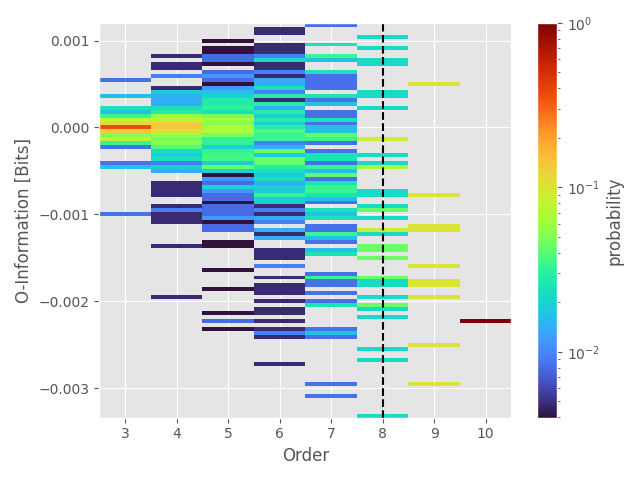 0.001
0.000
−0.001
−0.002
−0.003
O-Information [Bits]
3 4 5 6 7 8 9 10
Order
10⁰
10⁻¹
10⁻²
probability